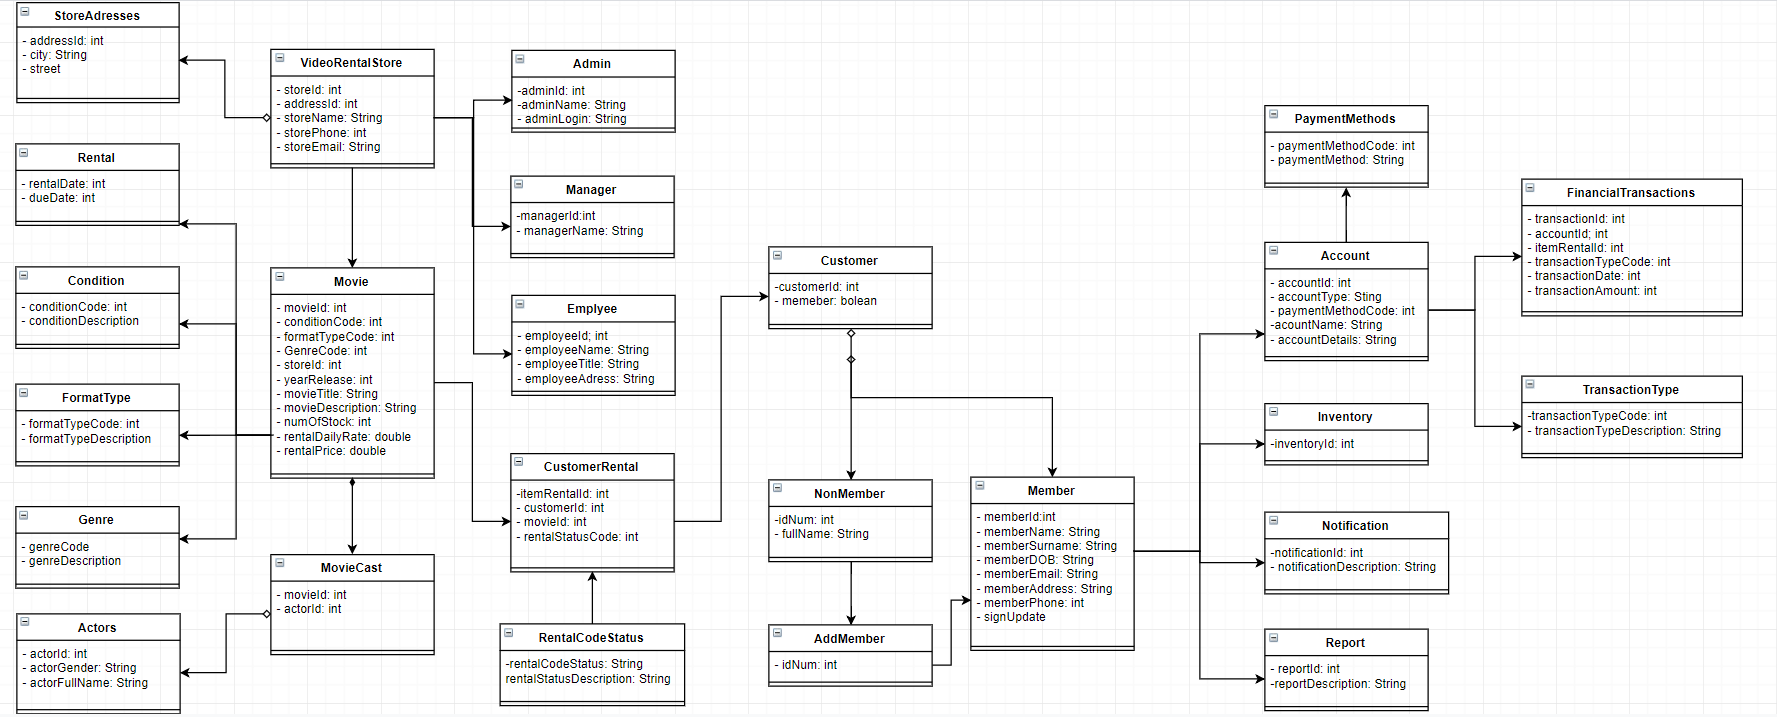 StoreAdresses
- addressId: int
- city: String
- street
VideoRentalStore
- storeId: int
- addressId: int
- storeName: String
- storePhone: int
- storeEmail: String
Admin
-adminId: int
-adminName: String
- adminLogin: String
Rental
- rentalDate: int
- dueDate: int
Manager
-managerId:int
- managerName: String
Condition
- conditionCode: int
- conditionDescription
Movie
- movieId: int
- conditionCode: int
- formatTypeCode: int
- GenreCode: int
- storeId: int
- yearRelease: int
- movieTitle: String
- movieDescription: String
- numOfStock: int
- rentalDailyRate: double
- rentalPrice: double
Emplyee
- employeeId; int
- employeeName: String
- employeeTitle: String
- employeeAdress: String
FormatType
- formatTypeCode: int
- formatTypeDescription
Genre
- genreCode
- genreDescription
MovieCast
- movieId: int
- actorId: int
Actors
- actorId: int
- actorGender: String
- actorFullName: String
CustomerRental
-itemRentalId: int
- customerId: int
- movieId: int
- rentalStatusCode: int
RentalCodeStatus
-rentalCodeStatus: String
rentalStatusDescription: String
Customer
-customerId: int
- memeber: bolean
NonMember
-idNum: int
- fullName: String
AddMember
- idNum: int
Member
- memberId:int
- memberName: String
- memberSurname: String
- memberDOB: String
- memberEmail: String
- memberAddress: String
- memberPhone: int
- signUpdate
PaymentMethods
- paymentMethodCode: int
- paymentMethod: String
Account
- accountId: int
- accountType: Sting
- paymentMethodCode: int
-acountName: String
- accountDetails: String
FinancialTransactions
- transactionId: int
- accountId; int
- itemRentalId: int
- transactionTypeCode: int
- transactionDate: int
- transactionAmount: int
TransactionType
-transactionTypeCode: int
- transactionTypeDescription: String
Inventory
-inventoryId: int
Notification
-notificationId: int
- notificationDescription: String
Report
- reportId: int
-reportDescription: String